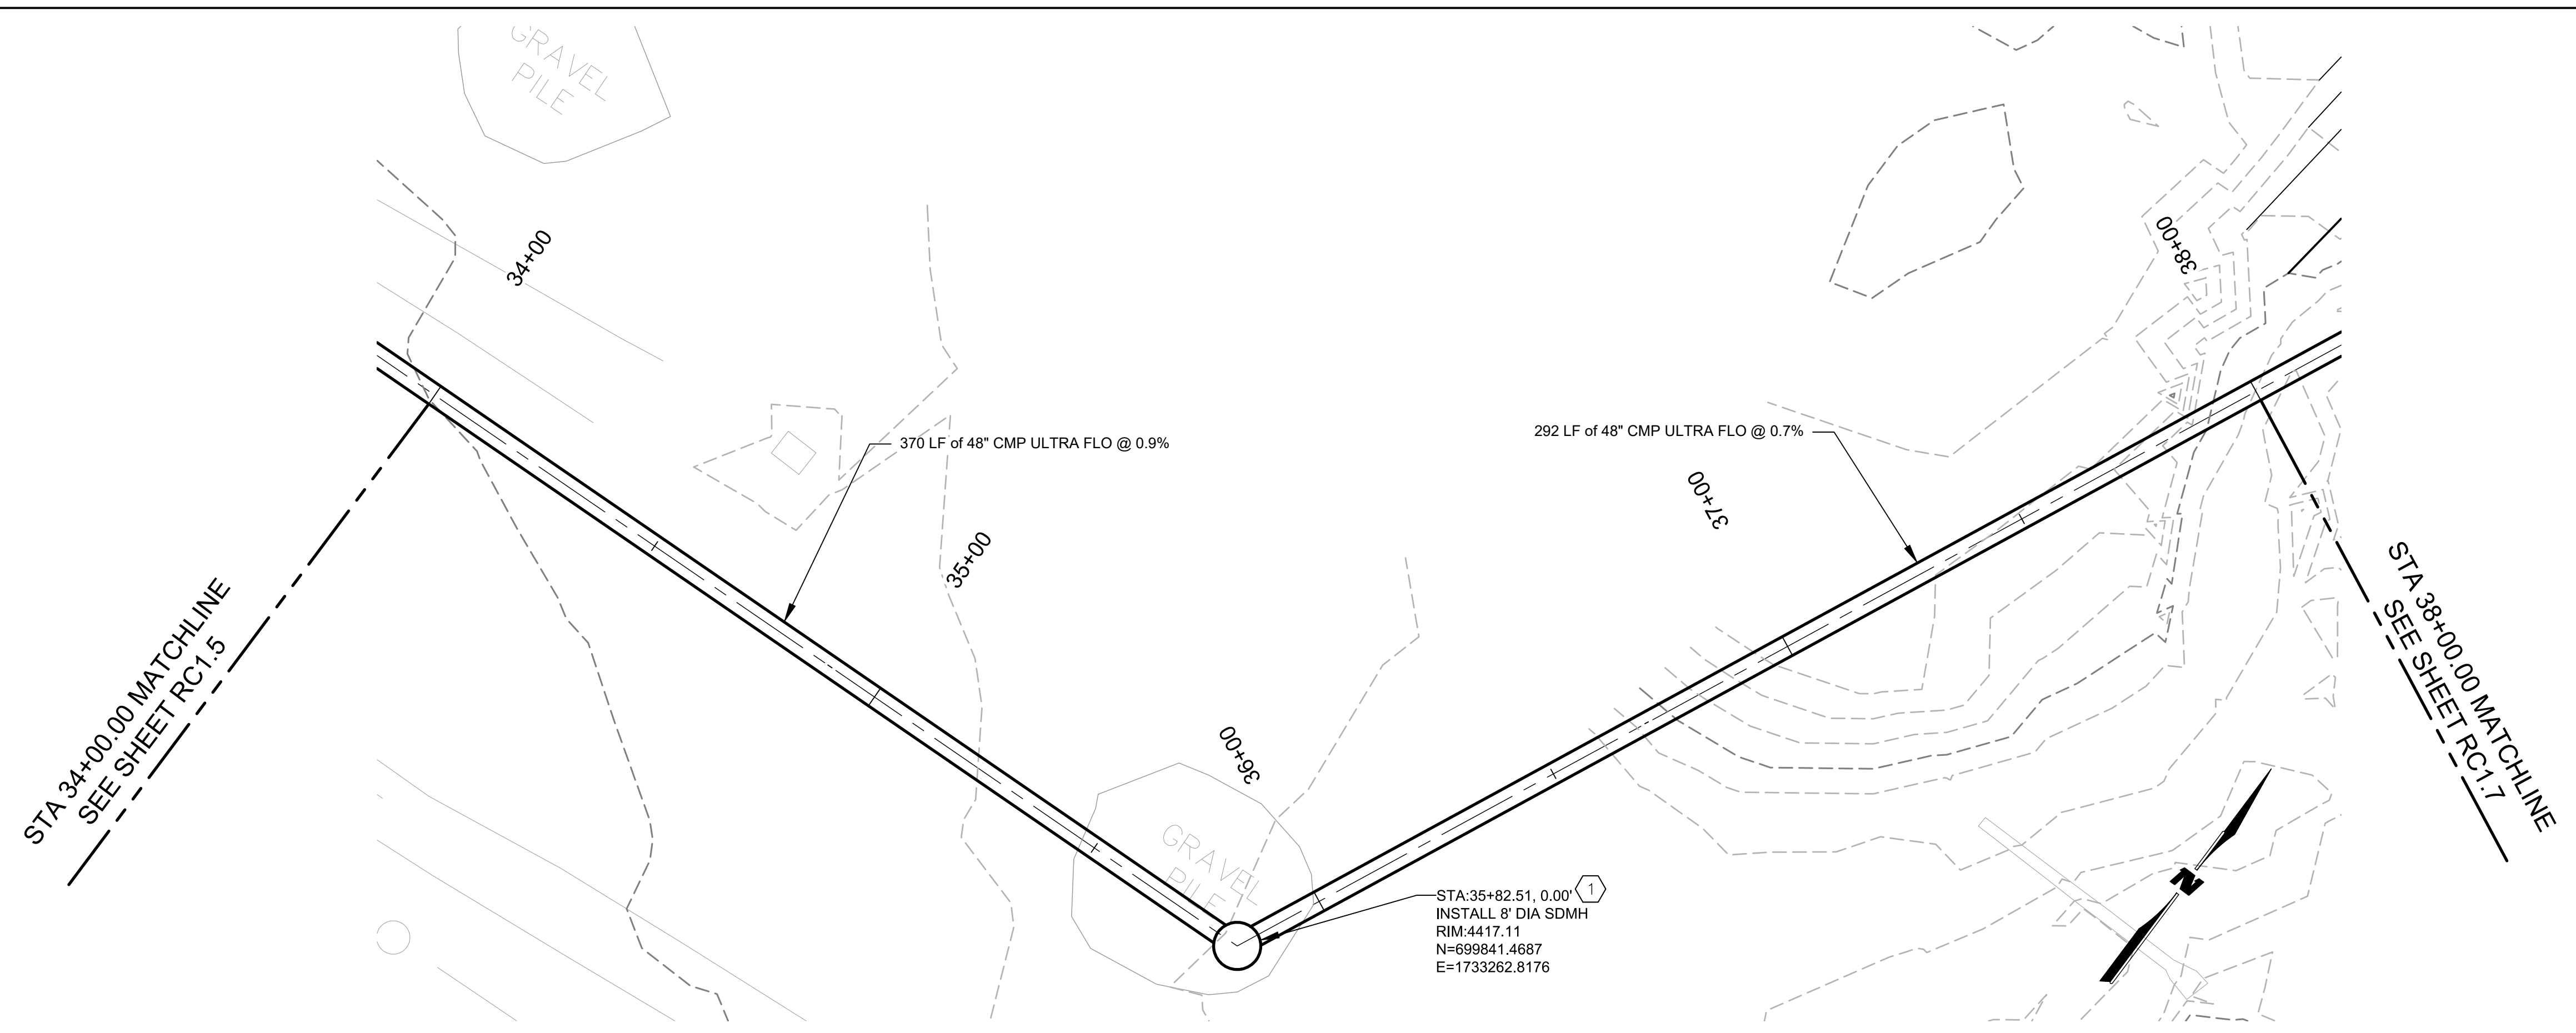 GRAVEL
PILE
34+00
38+00
370 LF of 48" CMP ULTRA FLO @ 0.9%
292 LF of 48" CMP ULTRA FLO @ 0.7%
37+00
35+00
STA 34+00.00 MATCHLINE
SEE SHEET RC1.5
STA 38+00.00 MATCHLINE
SEE SHEET RC1.7
36+00
GRAVEL
PILE
STA:35+82.51, 0.00' 1
INSTALL 8' DIA SDMH
RIM:4417.11
N=699841.4687
E=1733262.8176
N